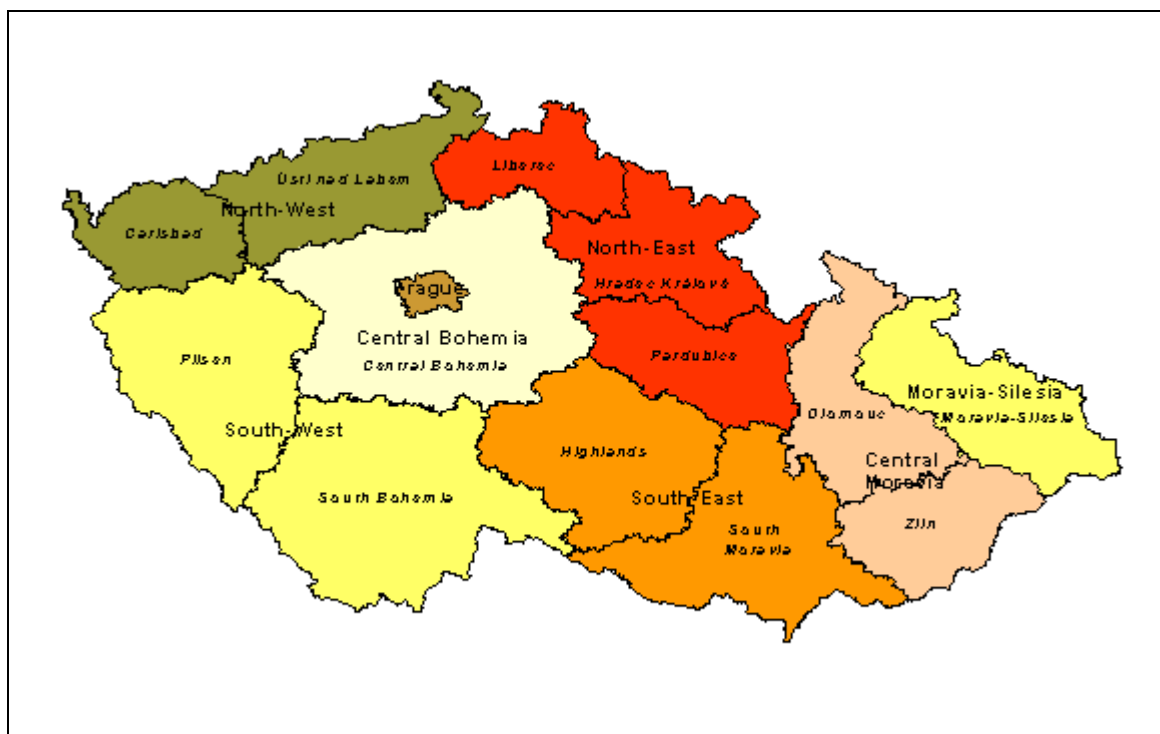 Liberec
Usti nad Labem
North-West
Carlsbad
North-East
Hradec Králové
Prague
Central Bohemia
Central Bohemia
Pilsen
Pardubice
Moravia-Silesia
Moravia-Silesia
Olomouc
South-West
Highlands
Central
Moravia
South Bohemia
South-East
South
Moravia
Zlin